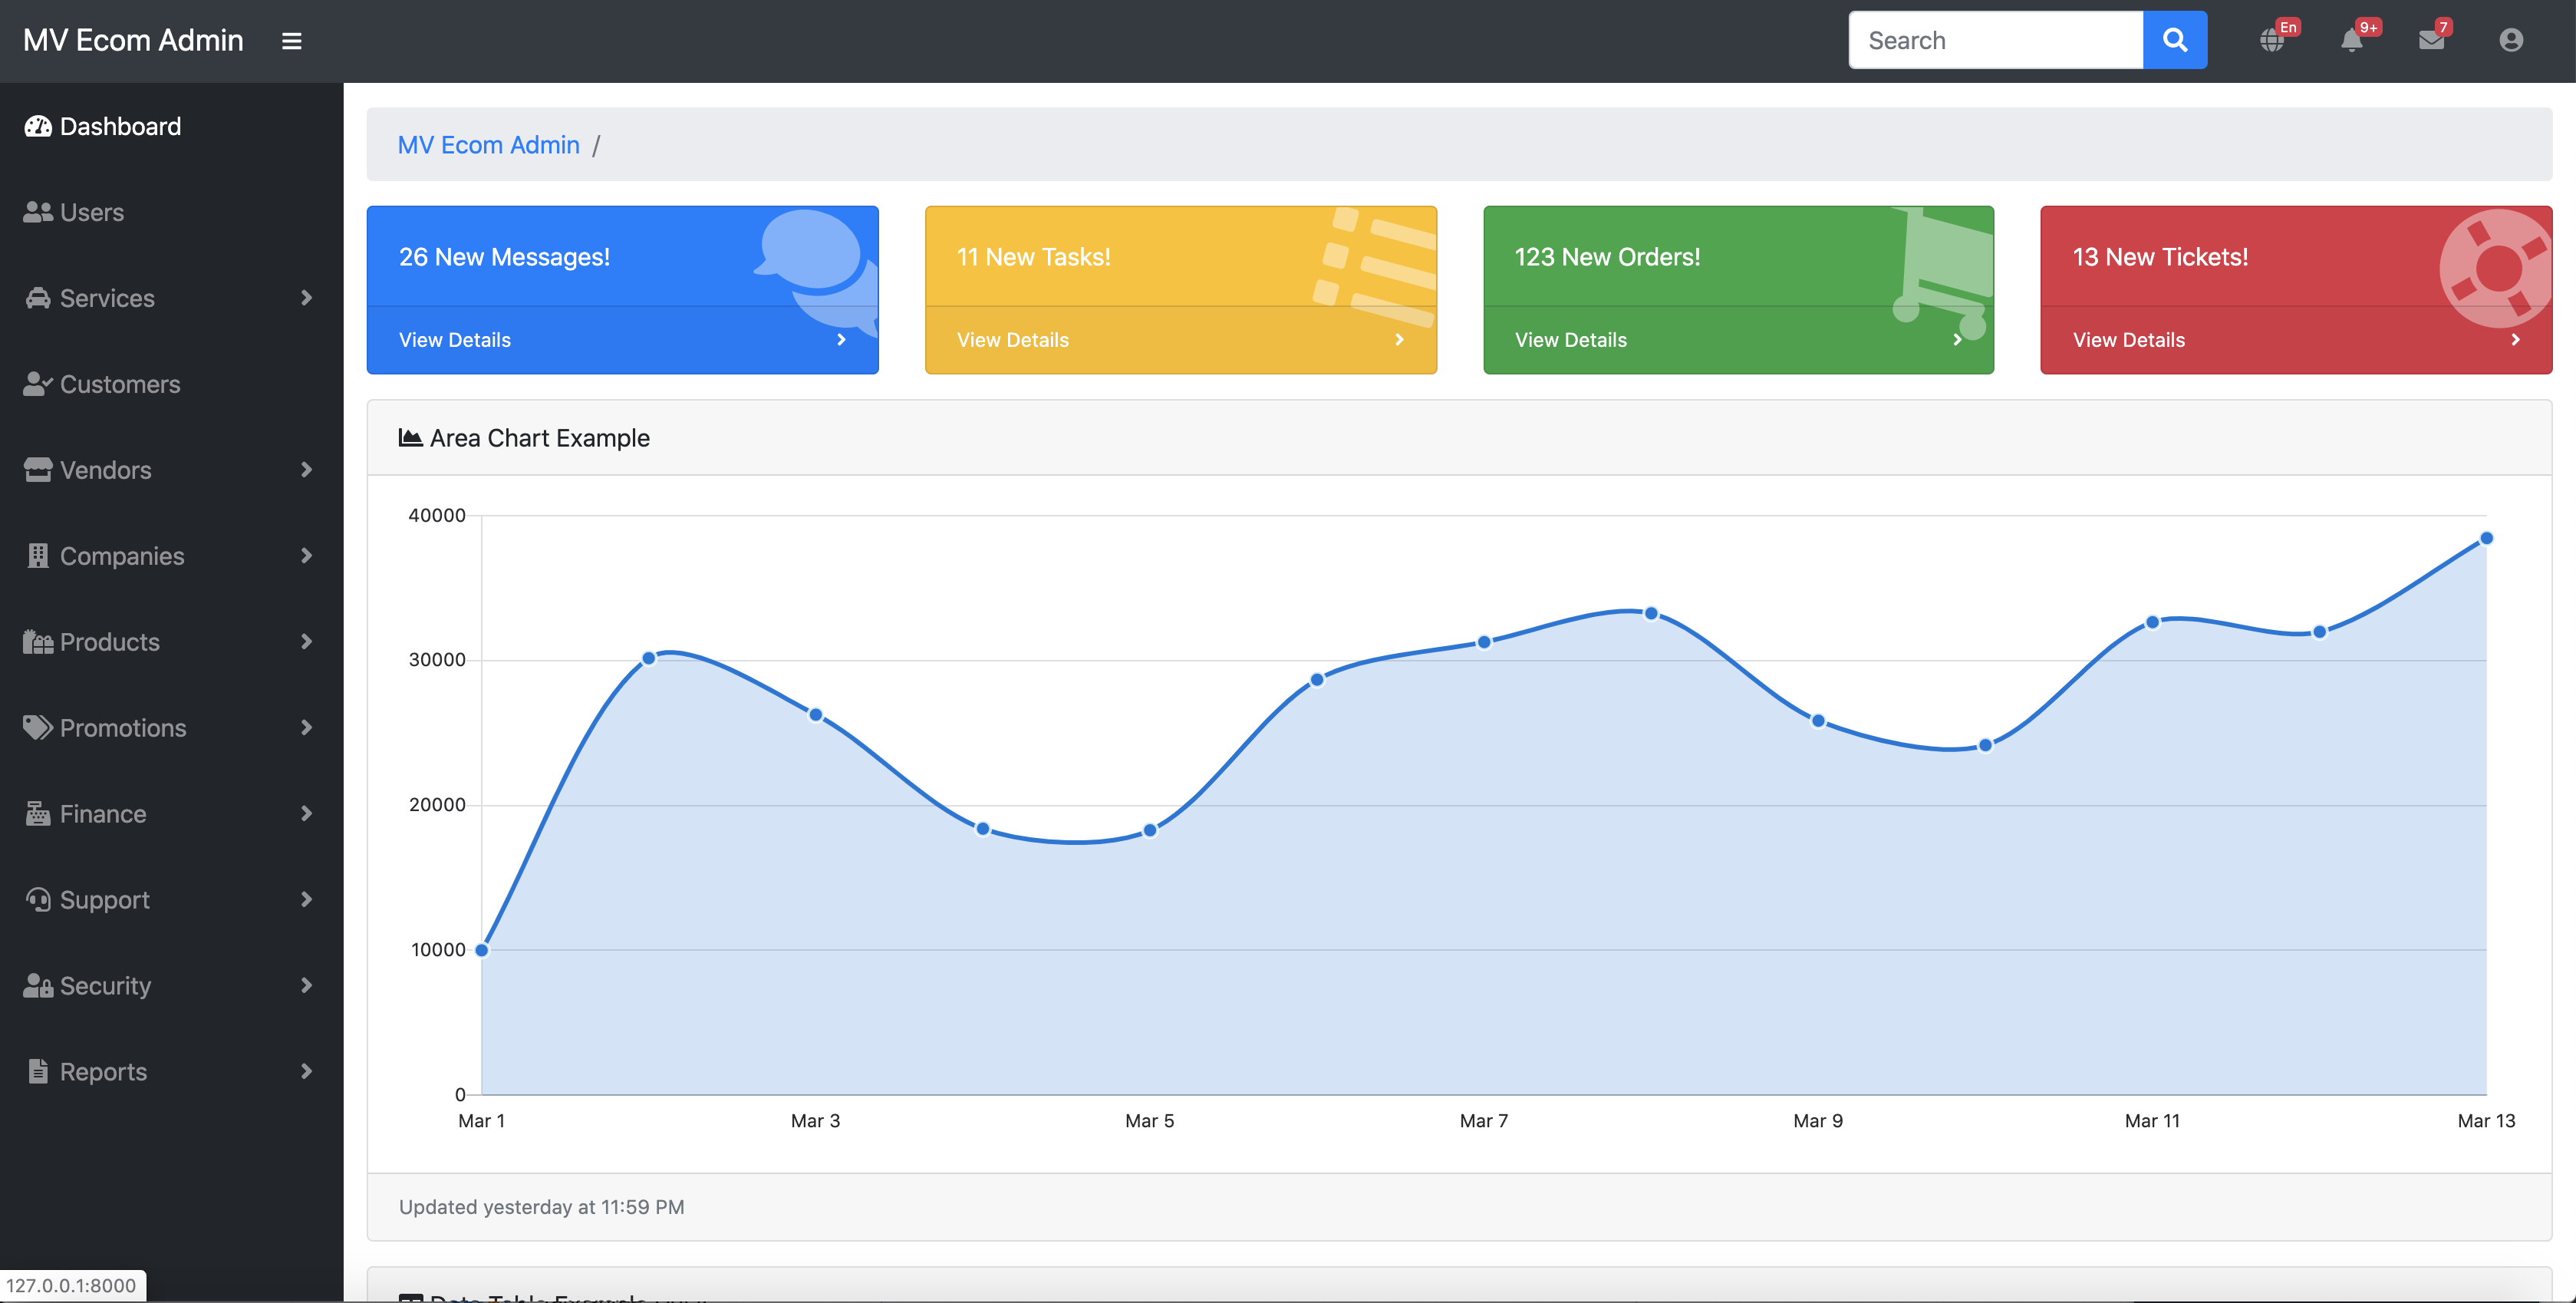 MV Ecom Admin
Search
En
9+
7
Dashboard
Users
Services
Customers
Vendors
Companies
Products
Promotions
Finance
Support
Security
Reports
127.0.0.1:8000
MV Ecom Admin /
26 New Messages!
View Details
11 New Tasks!
View Details
123 New Orders!
View Details
13 New Tickets!
View Details
Area Chart Example
40000
30000
20000
10000
0
Mar 1 Mar 3 Mar 5 Mar 7 Mar 9 Mar 11 Mar 13
Updated yesterday at 11:59 PM
Data Table Example